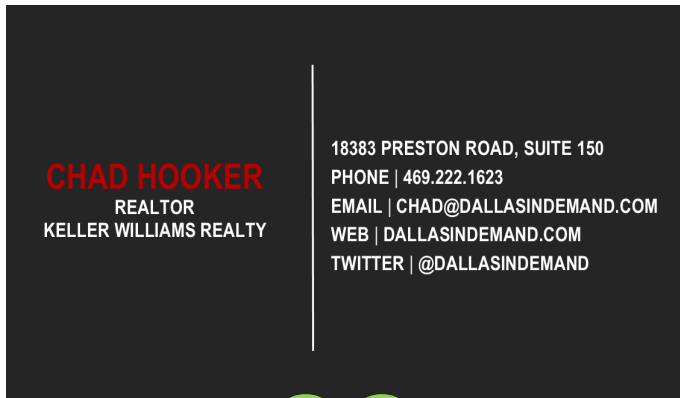 CHAD HOOKER
REALTOR
KELLER WILLIAMS REALTY
18383 PRESTON ROAD, SUITE 150
PHONE | 469.222.1623
EMAIL | CHAD@DALLASINDEMAND.COM
WEB | DALLASINDEMAND.COM
TWITTER | @DALLASINDEMAND